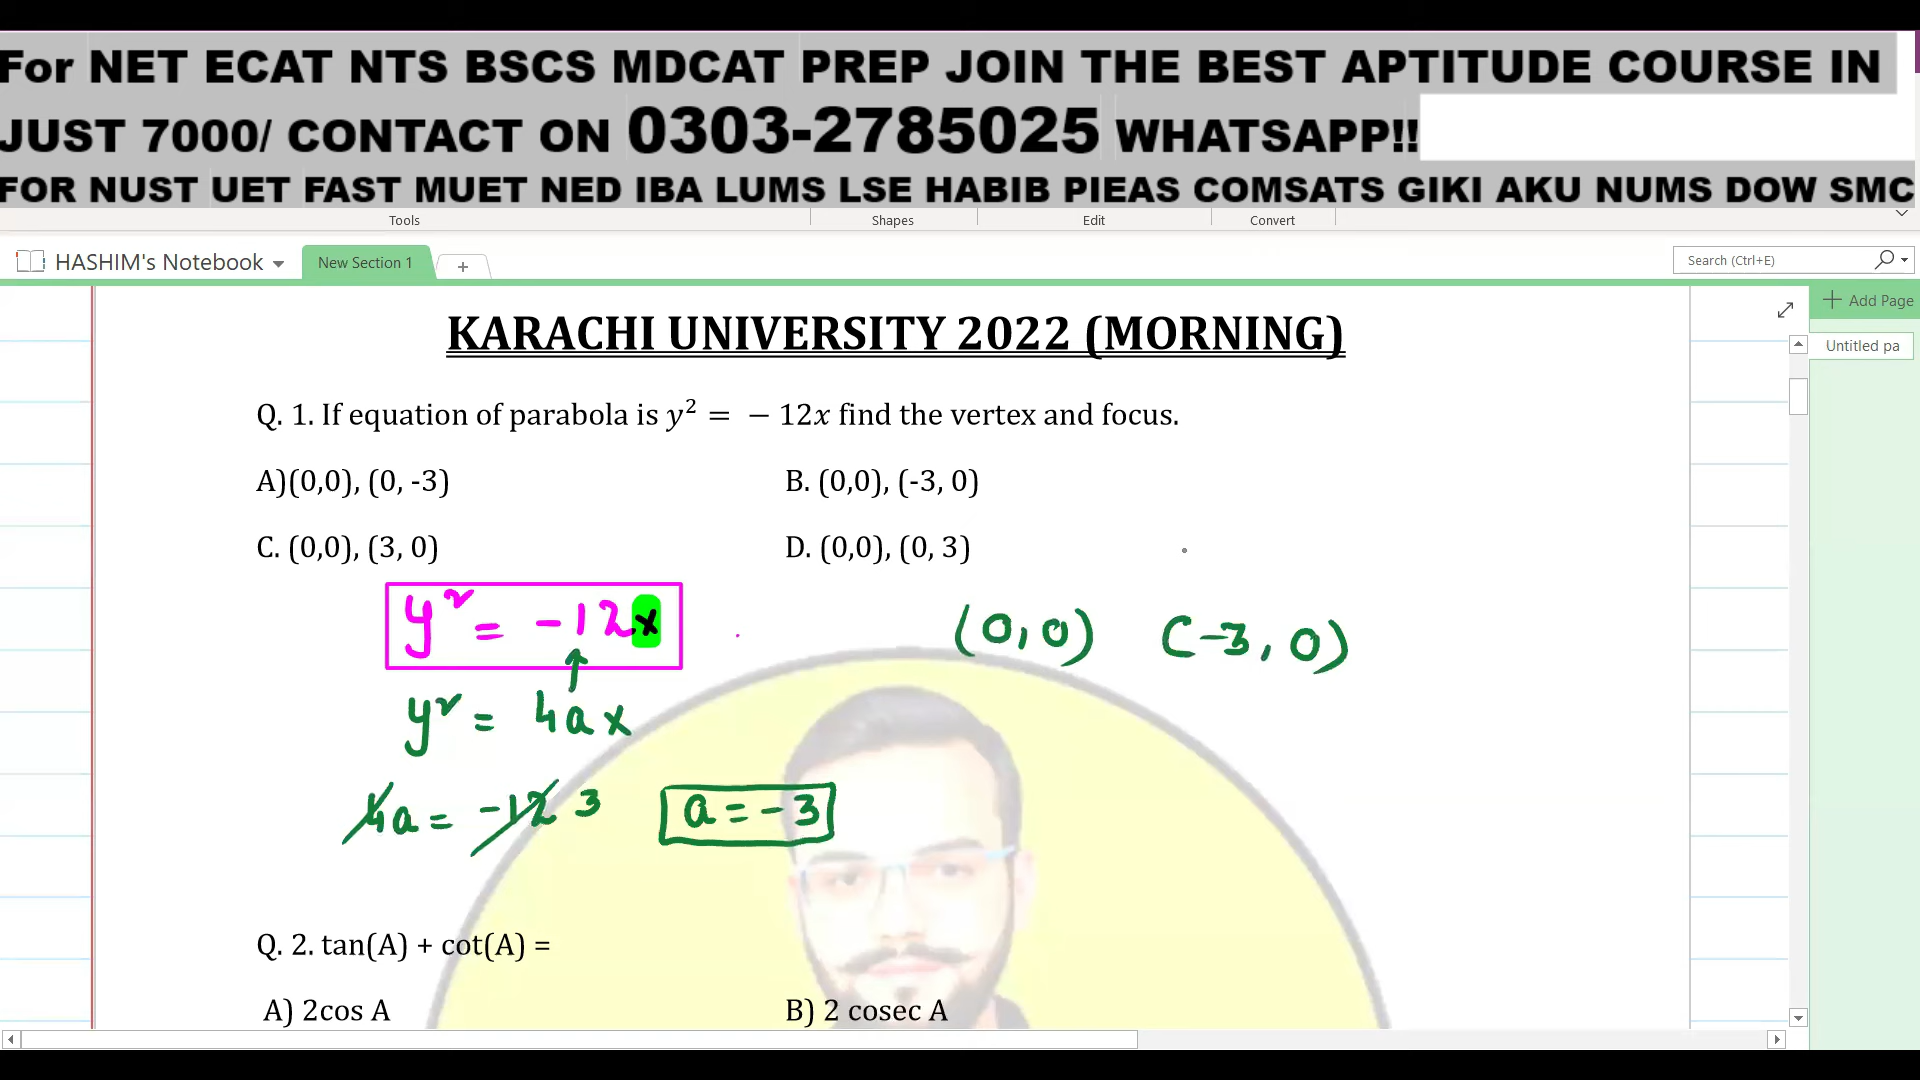 For NET ECAT NTS BSCS MDCAT PREP JOIN THE BEST APTITUDE COURSE IN
JUST 7000/ CONTACT ON 0303-2785025 WHATSAPP!!
FOR NUST UET FAST MUET NED IBA LUMS LSE HABIB PIEAS COMSATS GIKI AKU NUMS DOW SMC
Tools Shapes Edit Convert
HASHIM's Notebook New Section 1 + Search (Ctrl+E)
Add Page
Untitled pa
KARACHI UNIVERSITY 2022 (MORNING)
Q. 1. If equation of parabola is y² = − 12x find the vertex and focus.
A)(0,0), (0, -3) B. (0,0), (-3, 0)
C. (0,0), (3, 0) D. (0,0), (0, 3)
y² = -12x (0,0) (-3,0)
y² = 4ax
4a = -12 3 a = -3
Q. 2. tan(A) + cot(A) =
A) 2cos A B) 2 cosec A